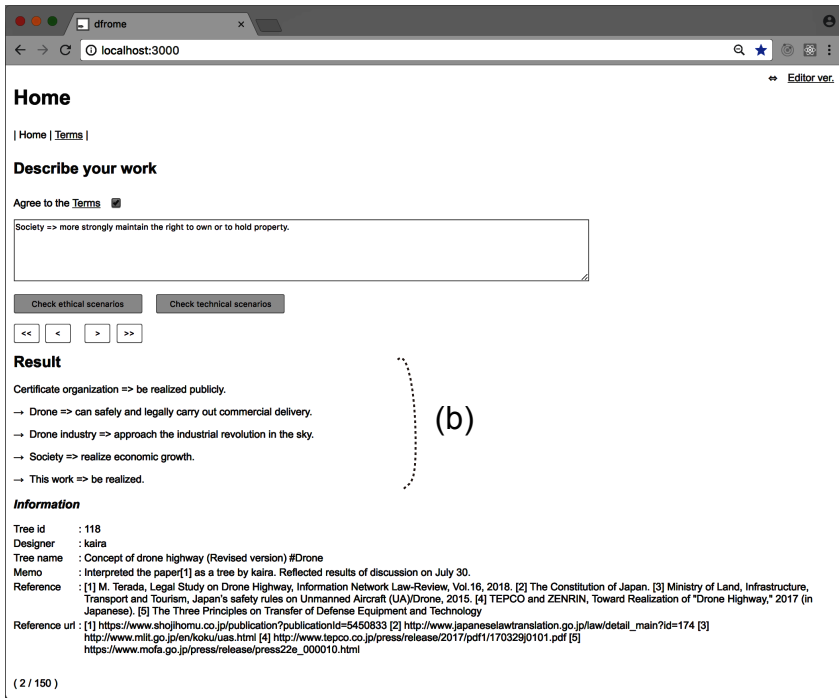 dfrome ×
localhost:3000
⇔ Editor ver.
Home
| Home | Terms |
Describe your work
Agree to the Terms
Society => more strongly maintain the right to own or to hold property.
Check ethical scenarios Check technical scenarios
<< < > >>
Result
Certificate organization => be realized publicly.
→ Drone => can safely and legally carry out commercial delivery.
→ Drone industry => approach the industrial revolution in the sky.
(b)
→ Society => realize economic growth.
→ This work => be realized.
Information
Tree id : 118
Designer : kaira
Tree name : Concept of drone highway (Revised version) #Drone
Memo : Interpreted the paper[1] as a tree by kaira. Reflected results of discussion on July 30.
Reference : [1] M. Terada, Legal Study on Drone Highway, Information Network Law-Review, Vol.16, 2018. [2] The Constitution of Japan. [3] Ministry of Land, Infrastructure,
Transport and Tourism, Japan's safety rules on Unmanned Aircraft (UA)/Drone, 2015. [4] TEPCO and ZENRIN, Toward Realization of "Drone Highway," 2017 (in
Japanese). [5] The Three Principles on Transfer of Defense Equipment and Technology
Reference url : [1] https://www.shojihomu.co.jp/publication?publicationId=5450833 [2] http://www.japaneselawtranslation.go.jp/law/detail_main?id=174 [3]
http://www.mlit.go.jp/en/koku/uas.html [4] http://www.tepco.co.jp/press/release/2017/pdf1/170329j0101.pdf [5]
https://www.mofa.go.jp/press/release/press22e_000010.html
( 2 / 150 )